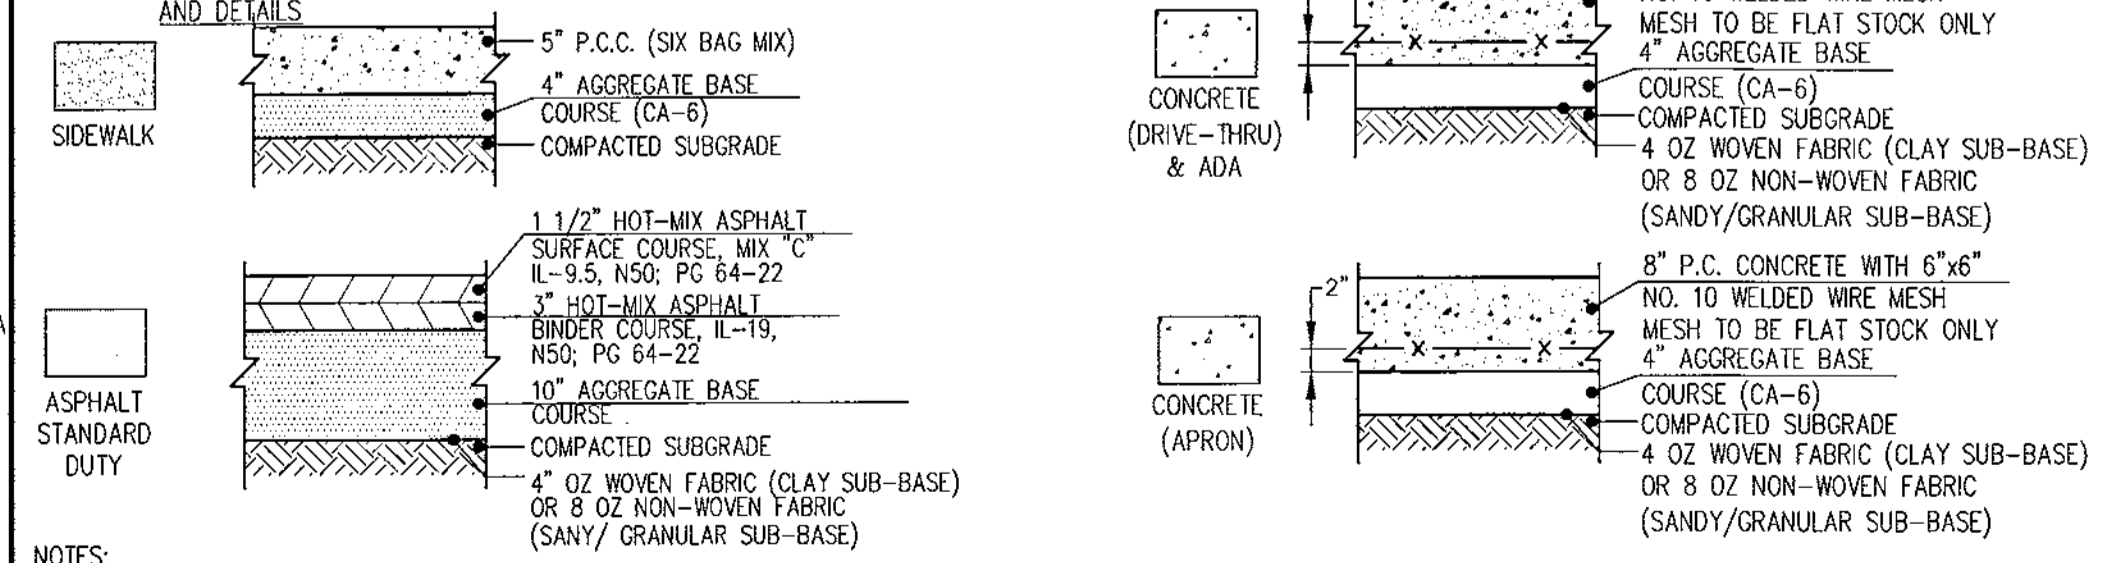 AND DETAILS
SIDEWALK
5" P.C.C. (SIX BAG MIX)
4" AGGREGATE BASE
COURSE (CA-6)
COMPACTED SUBGRADE
ASPHALT
STANDARD
DUTY
1 1/2" HOT-MIX ASPHALT
SURFACE COURSE, MIX "C"
IL-9.5, N50; PG 64-22
3" HOT-MIX ASPHALT
BINDER COURSE, IL-19,
N50; PG 64-22
10" AGGREGATE BASE
COURSE
COMPACTED SUBGRADE
4" OZ WOVEN FABRIC (CLAY SUB-BASE)
OR 8 OZ NON-WOVEN FABRIC
(SANY/ GRANULAR SUB-BASE)
NOTES:
CONCRETE
(DRIVE-THRU)
& ADA
X X
MESH TO BE FLAT STOCK ONLY
4" AGGREGATE BASE
COURSE (CA-6)
COMPACTED SUBGRADE
4 OZ WOVEN FABRIC (CLAY SUB-BASE)
OR 8 OZ NON-WOVEN FABRIC
(SANDY/GRANULAR SUB-BASE)
CONCRETE
(APRON)
2"
X X
8" P.C. CONCRETE WITH 6"x6"
NO. 10 WELDED WIRE MESH
MESH TO BE FLAT STOCK ONLY
4" AGGREGATE BASE
COURSE (CA-6)
COMPACTED SUBGRADE
4 OZ WOVEN FABRIC (CLAY SUB-BASE)
OR 8 OZ NON-WOVEN FABRIC
(SANDY/GRANULAR SUB-BASE)